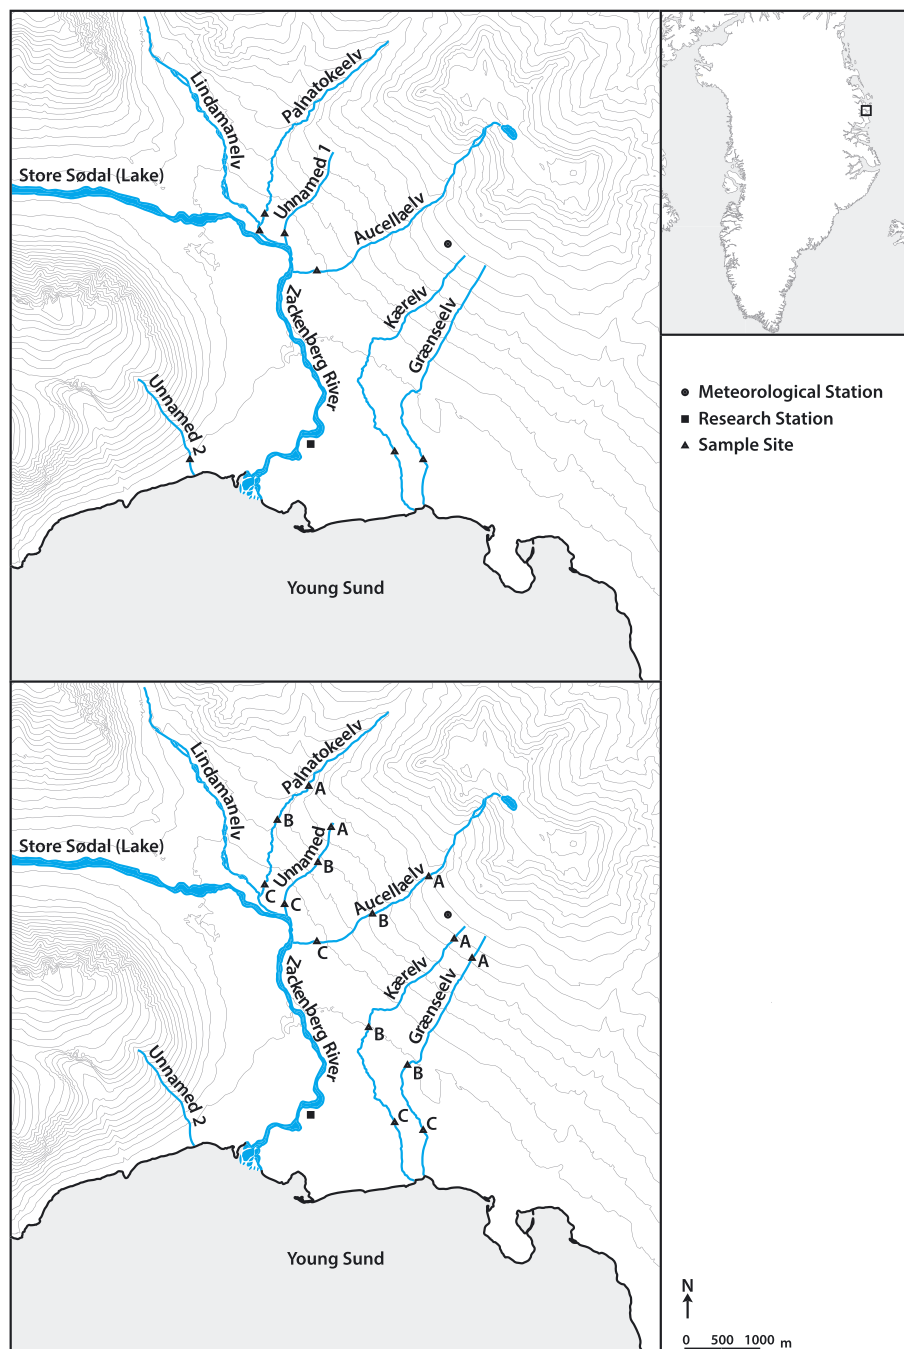 Lindamanelv
Palnatokeelv
Unnamed 1
Store Sødal (Lake)
Aucellaelv
Zackenberg River
Kærelv
Grænseelv
Unnamed 2
Young Sund
Meteorological Station
Research Station
Sample Site
Lindamanelv
Palnatokeelv
A
B
Unnamed
A
B
Store Sødal (Lake)
C
C
Aucellaelv
A
B
C
Zackenberg River
Kærelv
A
B
C
Grænseelv
A
B
C
Unnamed 2
Young Sund
N
0 500 1000 m